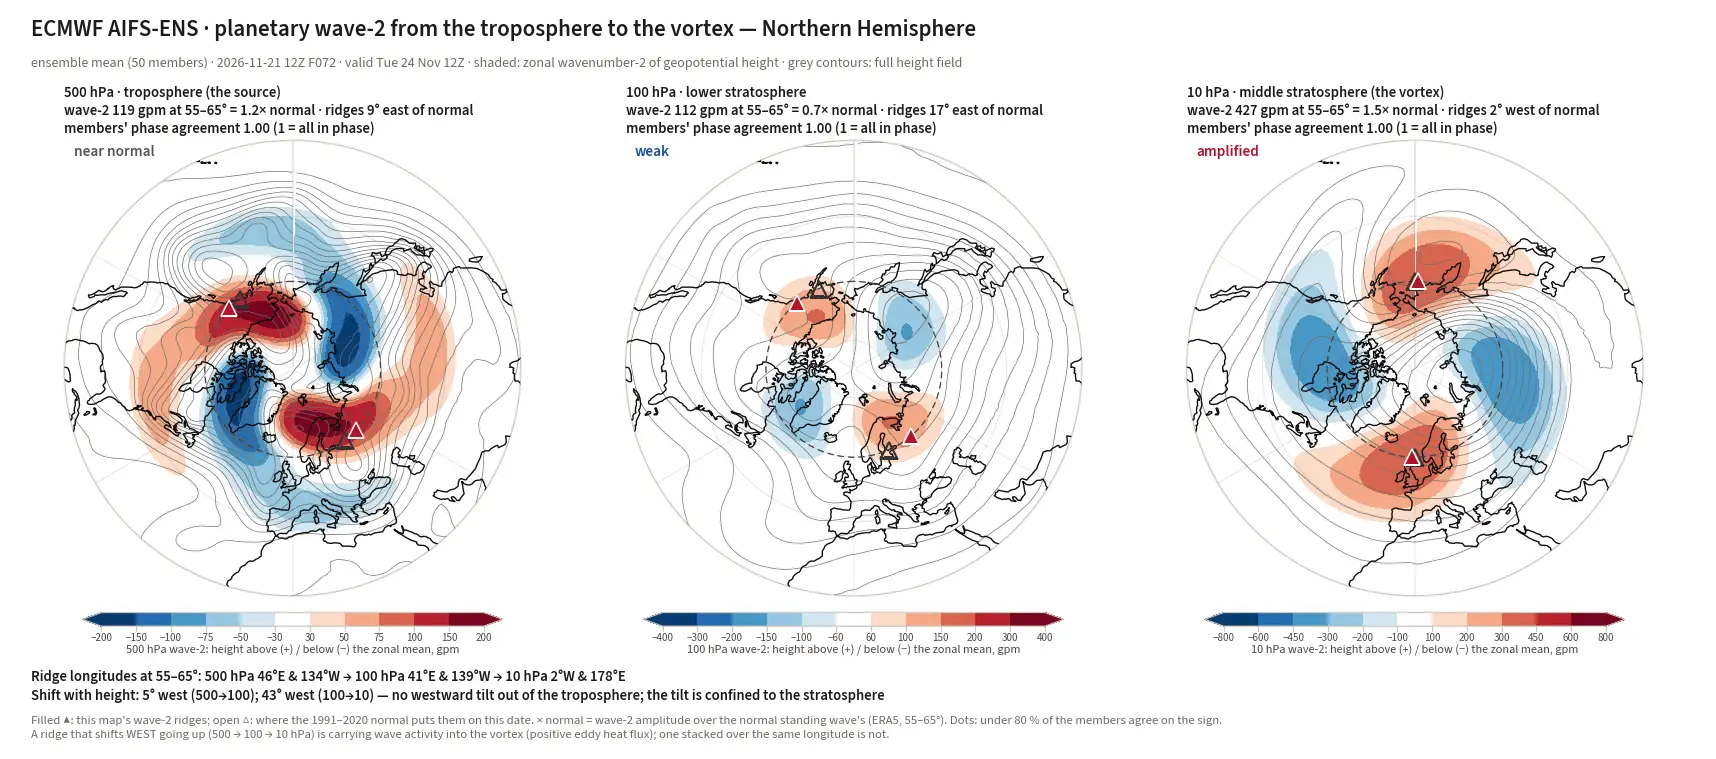 ECMWF AIFS-ENS · planetary wave-2 from the troposphere to the vortex — Northern Hemisphere
ensemble mean (50 members) · 2026-11-21 12Z F072 · valid Tue 24 Nov 12Z · shaded: zonal wavenumber-2 of geopotential height · grey contours: full height field
500 hPa · troposphere (the source)
wave-2 119 gpm at 55–65° = 1.2× normal · ridges 9° east of normal
members' phase agreement 1.00 (1 = all in phase)
near normal
100 hPa · lower stratosphere
wave-2 112 gpm at 55–65° = 0.7× normal · ridges 17° east of normal
members' phase agreement 1.00 (1 = all in phase)
weak
10 hPa · middle stratosphere (the vortex)
wave-2 427 gpm at 55–65° = 1.5× normal · ridges 2° west of normal
members' phase agreement 1.00 (1 = all in phase)
amplified
−200 −150 −100 −75 −50 −30 30 50 75 100 150 200
500 hPa wave-2: height above (+) / below (−) the zonal mean, gpm
−400 −300 −200 −150 −100 −60 60 100 150 200 300 400
100 hPa wave-2: height above (+) / below (−) the zonal mean, gpm
−800 −600 −450 −300 −200 −100 100 200 300 450 600 800
10 hPa wave-2: height above (+) / below (−) the zonal mean, gpm
Ridge longitudes at 55–65°: 500 hPa 46°E & 134°W → 100 hPa 41°E & 139°W → 10 hPa 2°W & 178°E
Shift with height: 5° west (500→100); 43° west (100→10) — no westward tilt out of the troposphere; the tilt is confined to the stratosphere
Filled ▲: this map's wave-2 ridges; open △: where the 1991–2020 normal puts them on this date. × normal = wave-2 amplitude over the normal standing wave's (ERA5, 55–65°). Dots: under 80 % of the members agree on the sign.
A ridge that shifts WEST going up (500 → 100 → 10 hPa) is carrying wave activity into the vortex (positive eddy heat flux); one stacked over the same longitude is not.